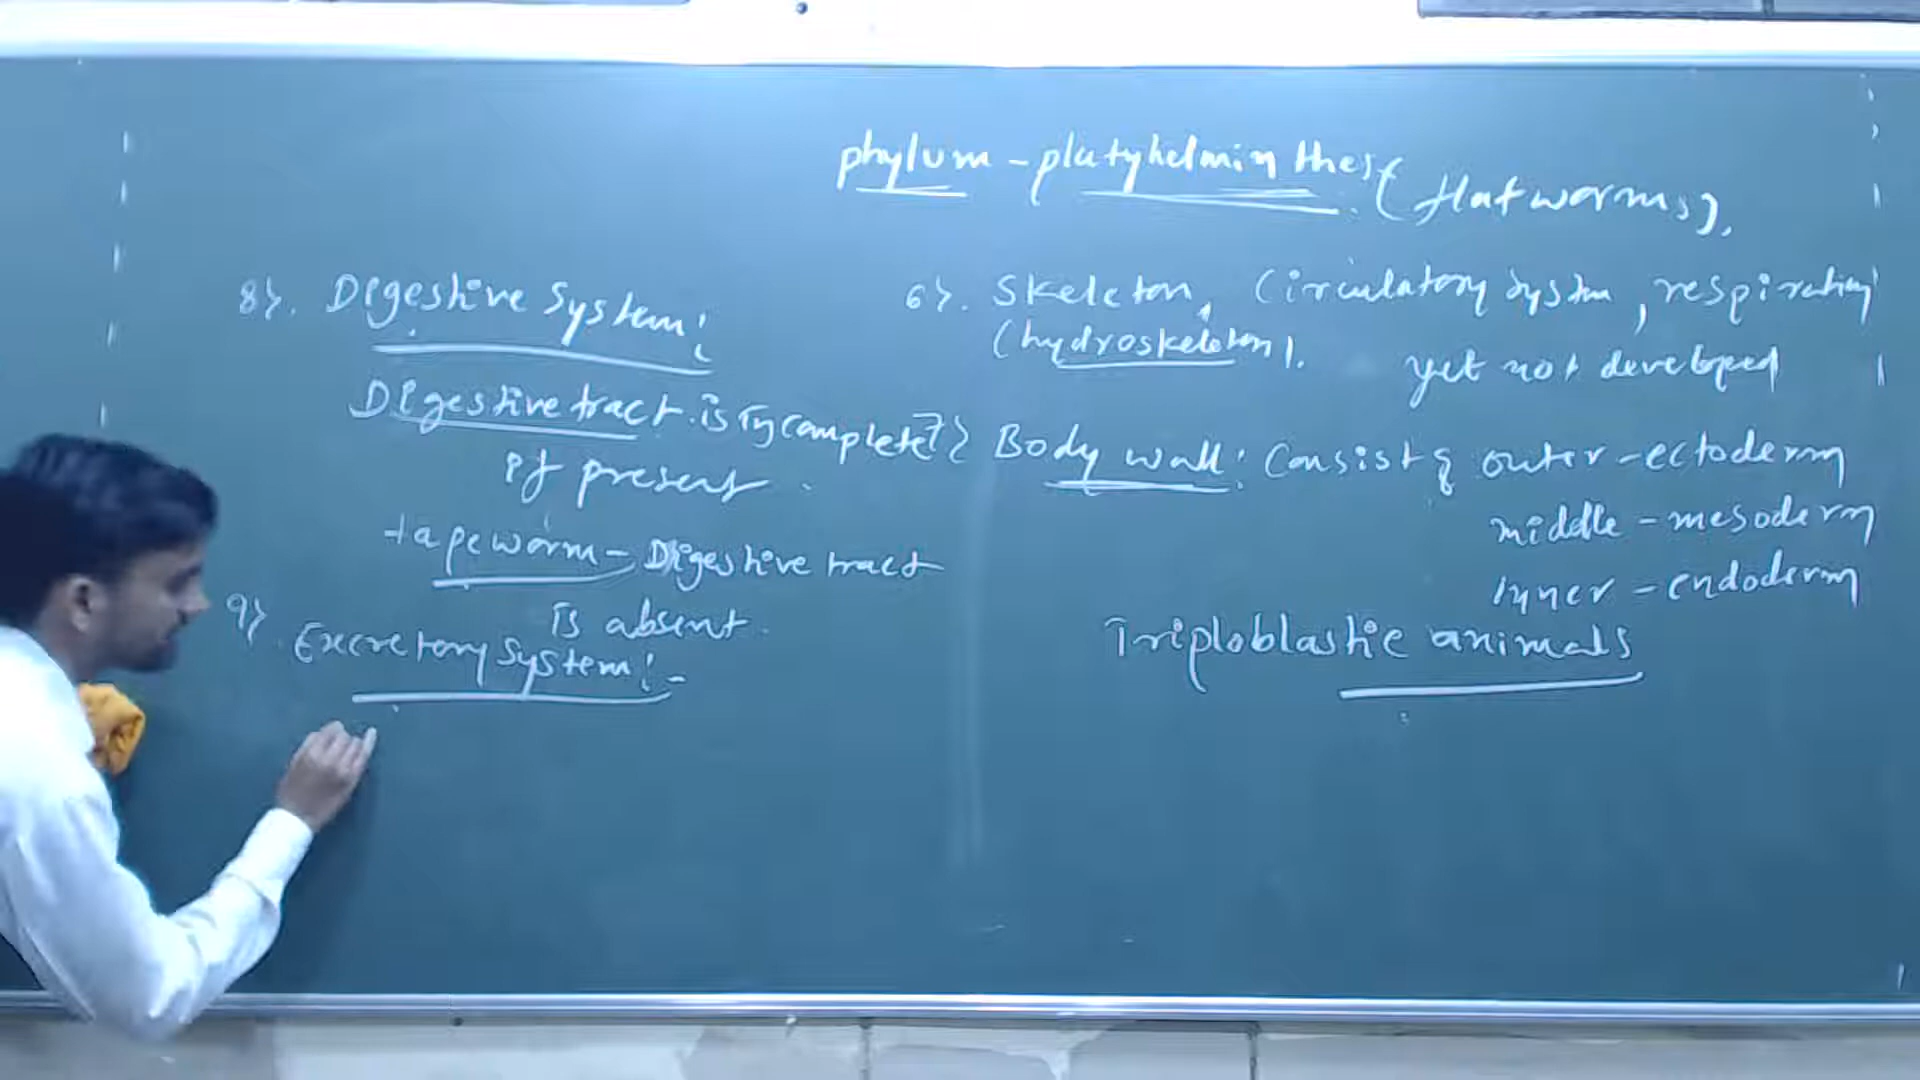 phylum - platyhelminthes (flatworms).
6). Skeleton, Circulatory system, respiratory
(hydroskeleton). yet not developed
7) Body wall: Consist of outer - ectoderm
middle - mesoderm
inner - endoderm
Triploblastic animals
8). Digestive System:
Digestive tract is incomplete
if present
tapeworm - Digestive tract
is absent.
9). Excretory system:-